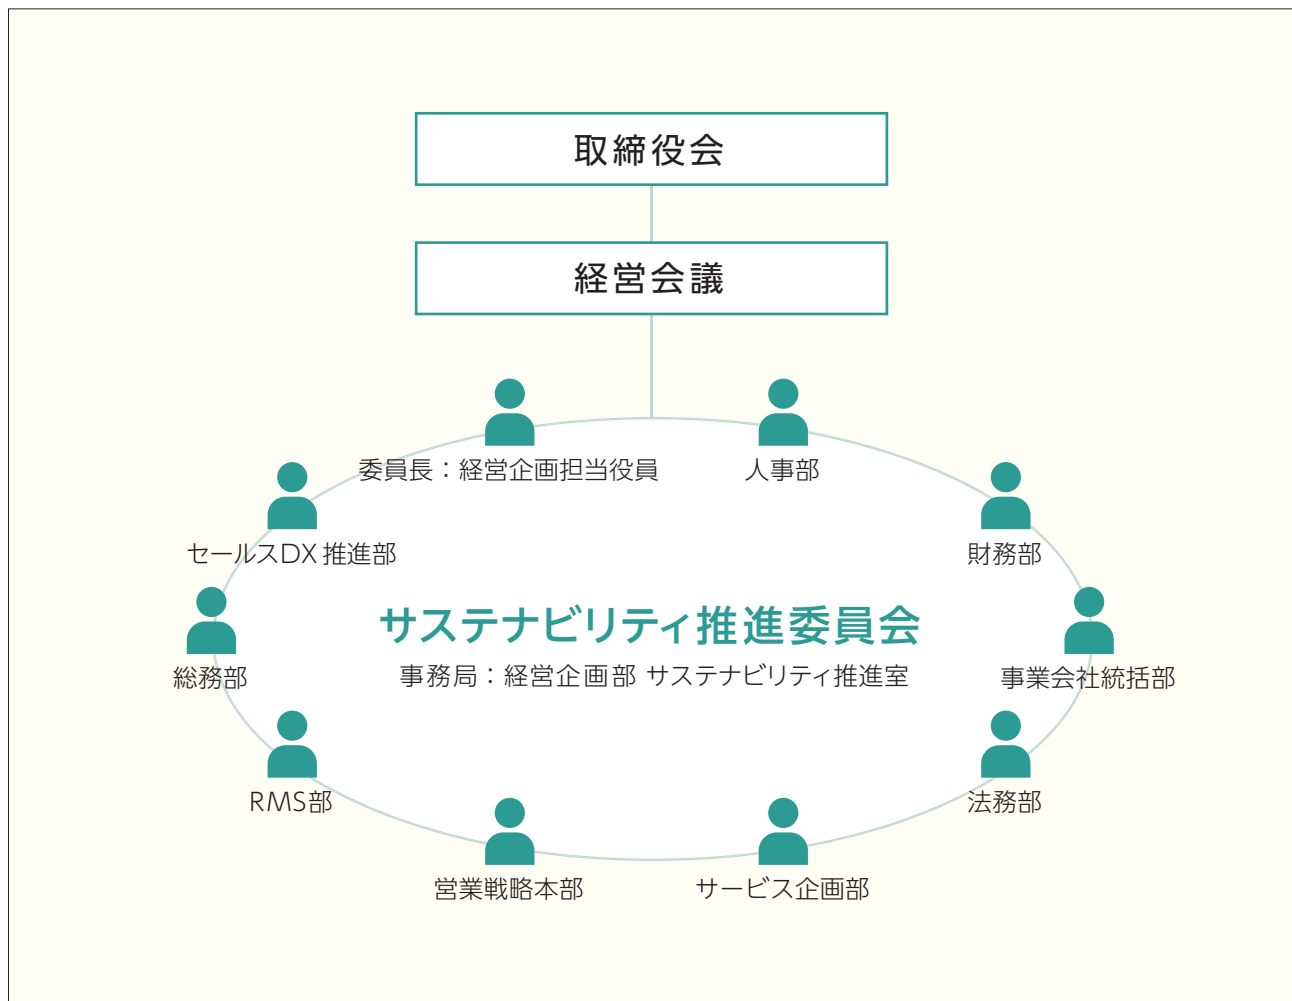 取締役会
経営会議
委員長：経営企画担当役員
人事部
セールスDX推進部
財務部
サステナビリティ推進委員会
事務局：経営企画部 サステナビリティ推進室
総務部
事業会社統括部
RMS部
法務部
営業戦略本部
サービス企画部